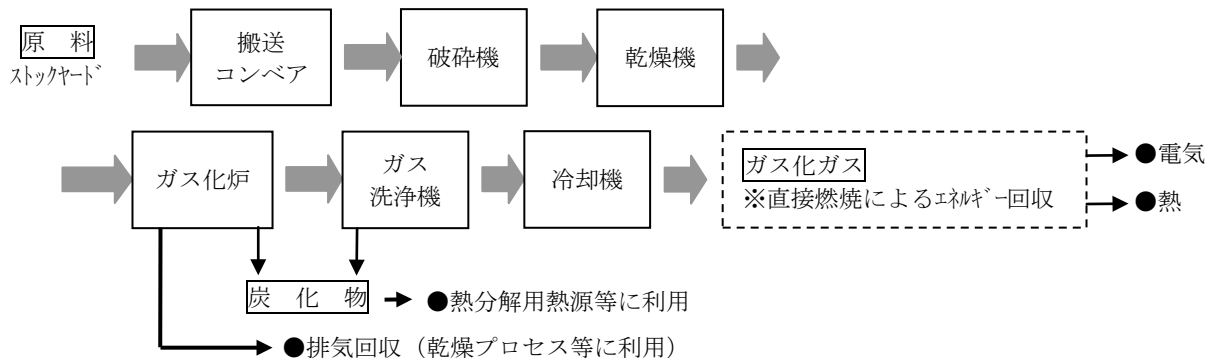 原　料
ｽﾄｯｸﾔｰﾄﾞ
搬送
コンベア
破砕機
乾燥機
ガス化炉
ガス
洗浄機
冷却機
ガス化ガス
※直接燃焼によるｴﾈﾙｷﾞｰ回収
●電気
●熱
炭　化　物
●熱分解用熱源等に利用
●排気回収（乾燥プロセス等に利用）